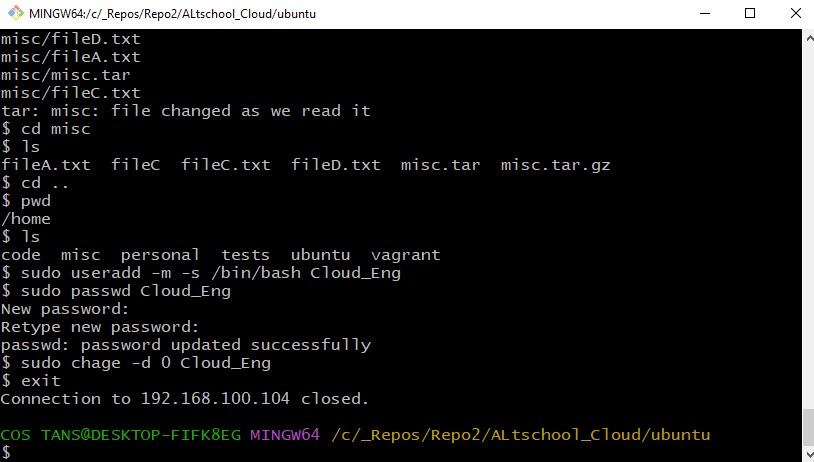 MINGW64:/c/_Repos/Repo2/ALtschool_Cloud/ubuntu
misc/fileD.txt
misc/fileA.txt
misc/misc.tar
misc/fileC.txt
tar: misc: file changed as we read it
$ cd misc
$ ls
fileA.txt  fileC  fileC.txt  fileD.txt  misc.tar  misc.tar.gz
$ cd ..
$ pwd
/home
$ ls
code  misc  personal  tests  ubuntu  vagrant
$ sudo useradd -m -s /bin/bash Cloud_Eng
$ sudo passwd Cloud_Eng
New password:
Retype new password:
passwd: password updated successfully
$ sudo chage -d 0 Cloud_Eng
$ exit
Connection to 192.168.100.104 closed.
COS TANS@DESKTOP-FIFK8EG MINGW64 /c/_Repos/Repo2/ALtschool_Cloud/ubuntu
$